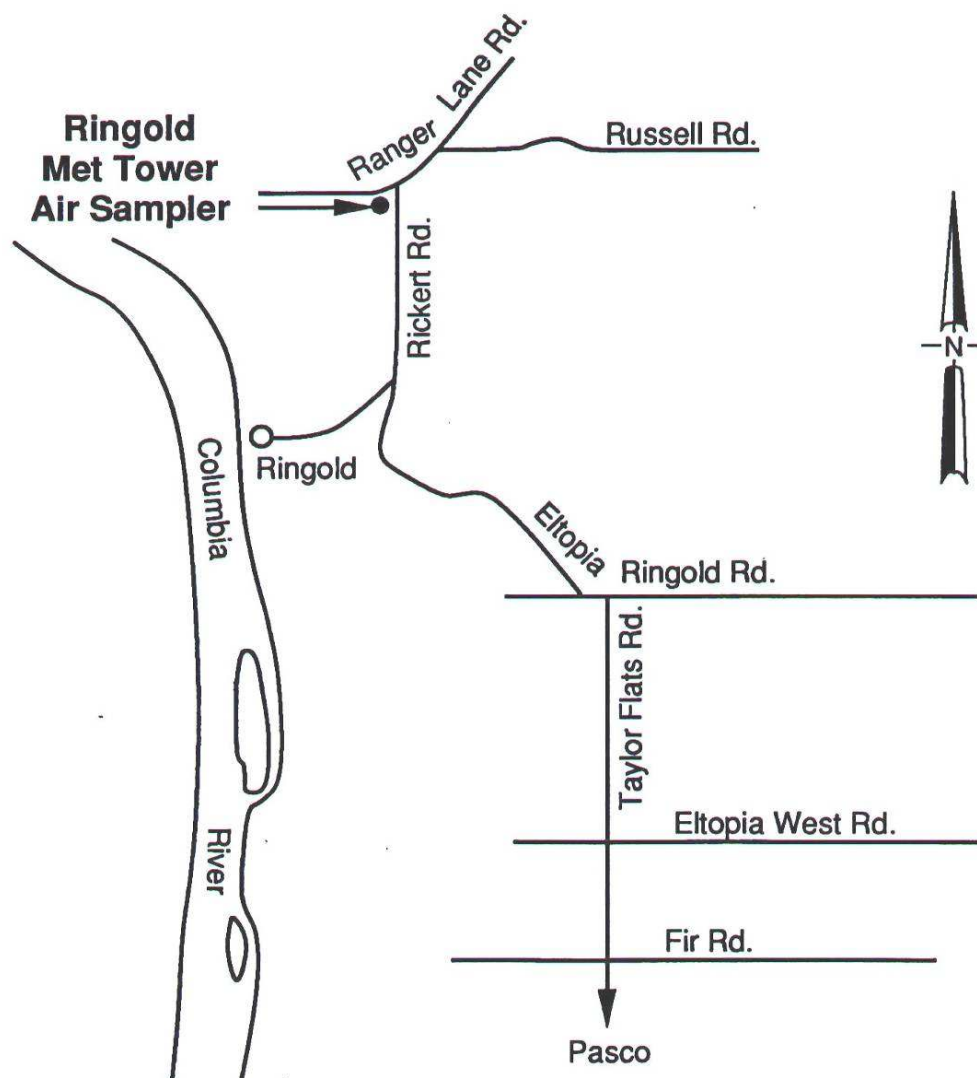 Ranger Lane Rd.
Ringold
Met Tower
Air Sampler
Russell Rd.
Rickert Rd.
N
Ringold
Columbia
River
Eltopia
Ringold Rd.
Taylor Flats Rd.
Eltopia West Rd.
Fir Rd.
Pasco